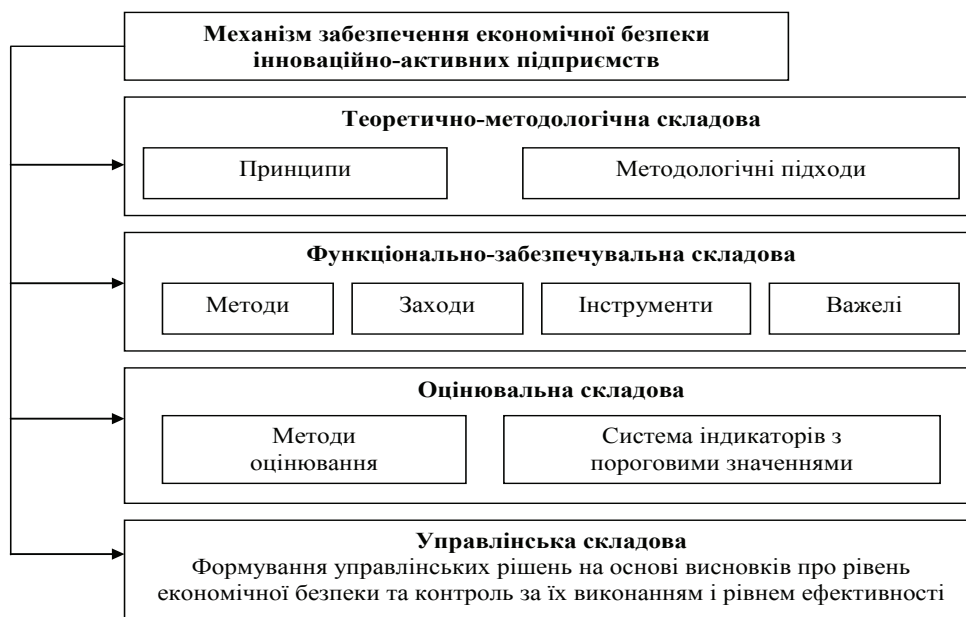 Механізм забезпечення економічної безпеки
інноваційно-активних підприємств
Теоретично-методологічна складова
Принципи
Методологічні підходи
Функціонально-забезпечувальна складова
Методи
Заходи
Інструменти
Важелі
Оцінювальна складова
Методи
оцінювання
Система індикаторів з
пороговими значеннями
Управлінська складова
Формування управлінських рішень на основі висновків про рівень
економічної безпеки та контроль за їх виконанням і рівнем ефективності